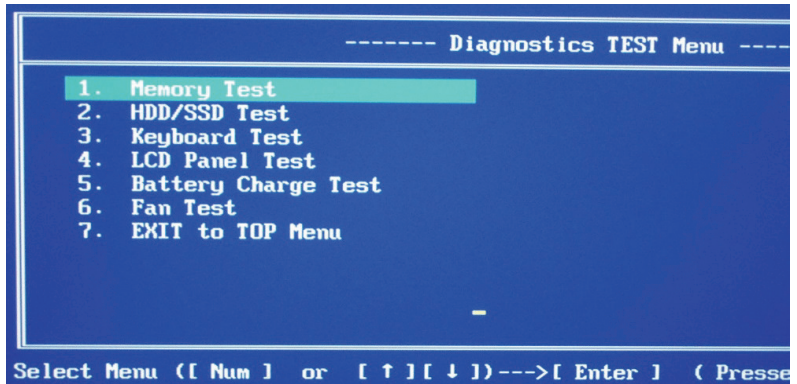 ------- Diagnostics TEST Menu ----
1. Memory Test
2. HDD/SSD Test
3. Keyboard Test
4. LCD Panel Test
5. Battery Charge Test
6. Fan Test
7. EXIT to TOP Menu
Select Menu ([ Num ] or [ ↑ ][ ↓ ])--->[ Enter ] ( Presse